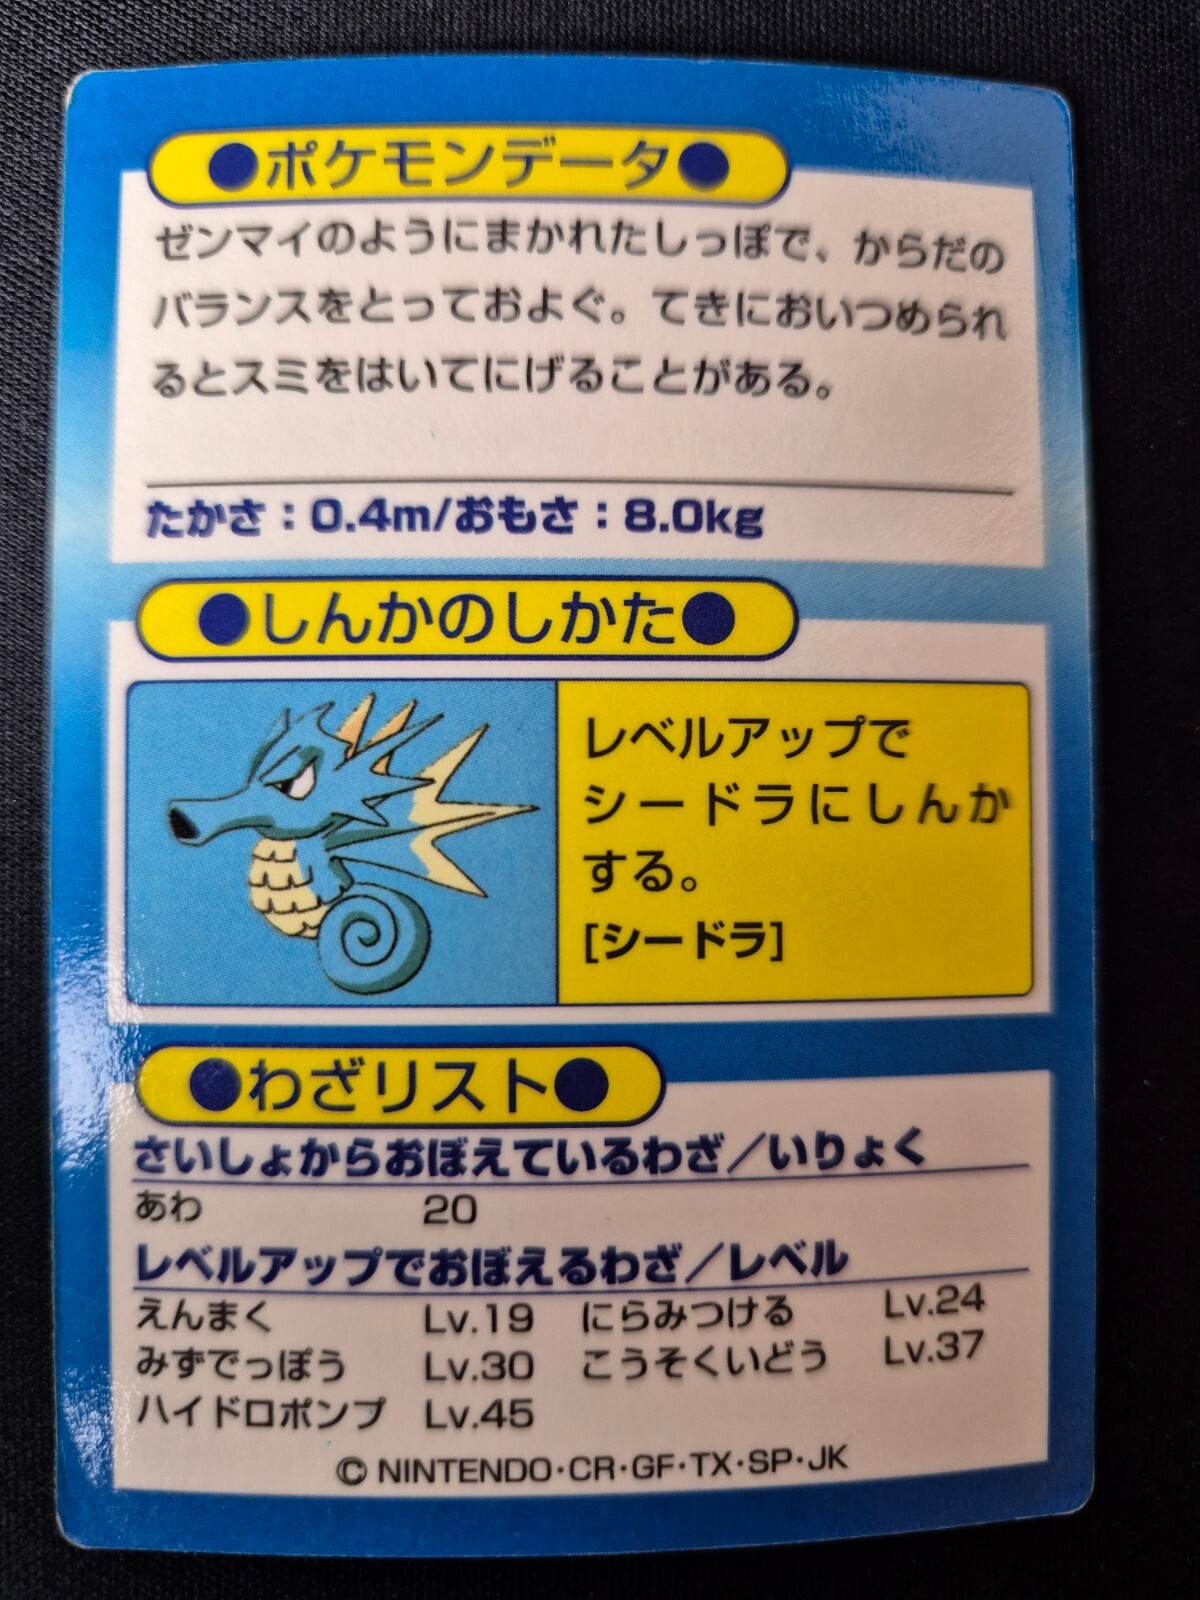 ●ポケモンデータ●
ゼンマイのようにまかれたしっぽで、からだの
バランスをとっておよぐ。てきにおいつめられ
るとスミをはいてにげることがある。
たかさ：0.4m/おもさ：8.0kg
●しんかのしかた●
レベルアップで
シードラにしんか
する。
[シードラ]
●わざリスト●
さいしょからおぼえているわざ／いりょく
あわ 20
レベルアップでおぼえるわざ／レベル
えんまく Lv.19 にらみつける Lv.24
みずでっぽう Lv.30 こうそくいどう Lv.37
ハイドロポンプ Lv.45
© NINTENDO・CR・GF・TX・SP・JK